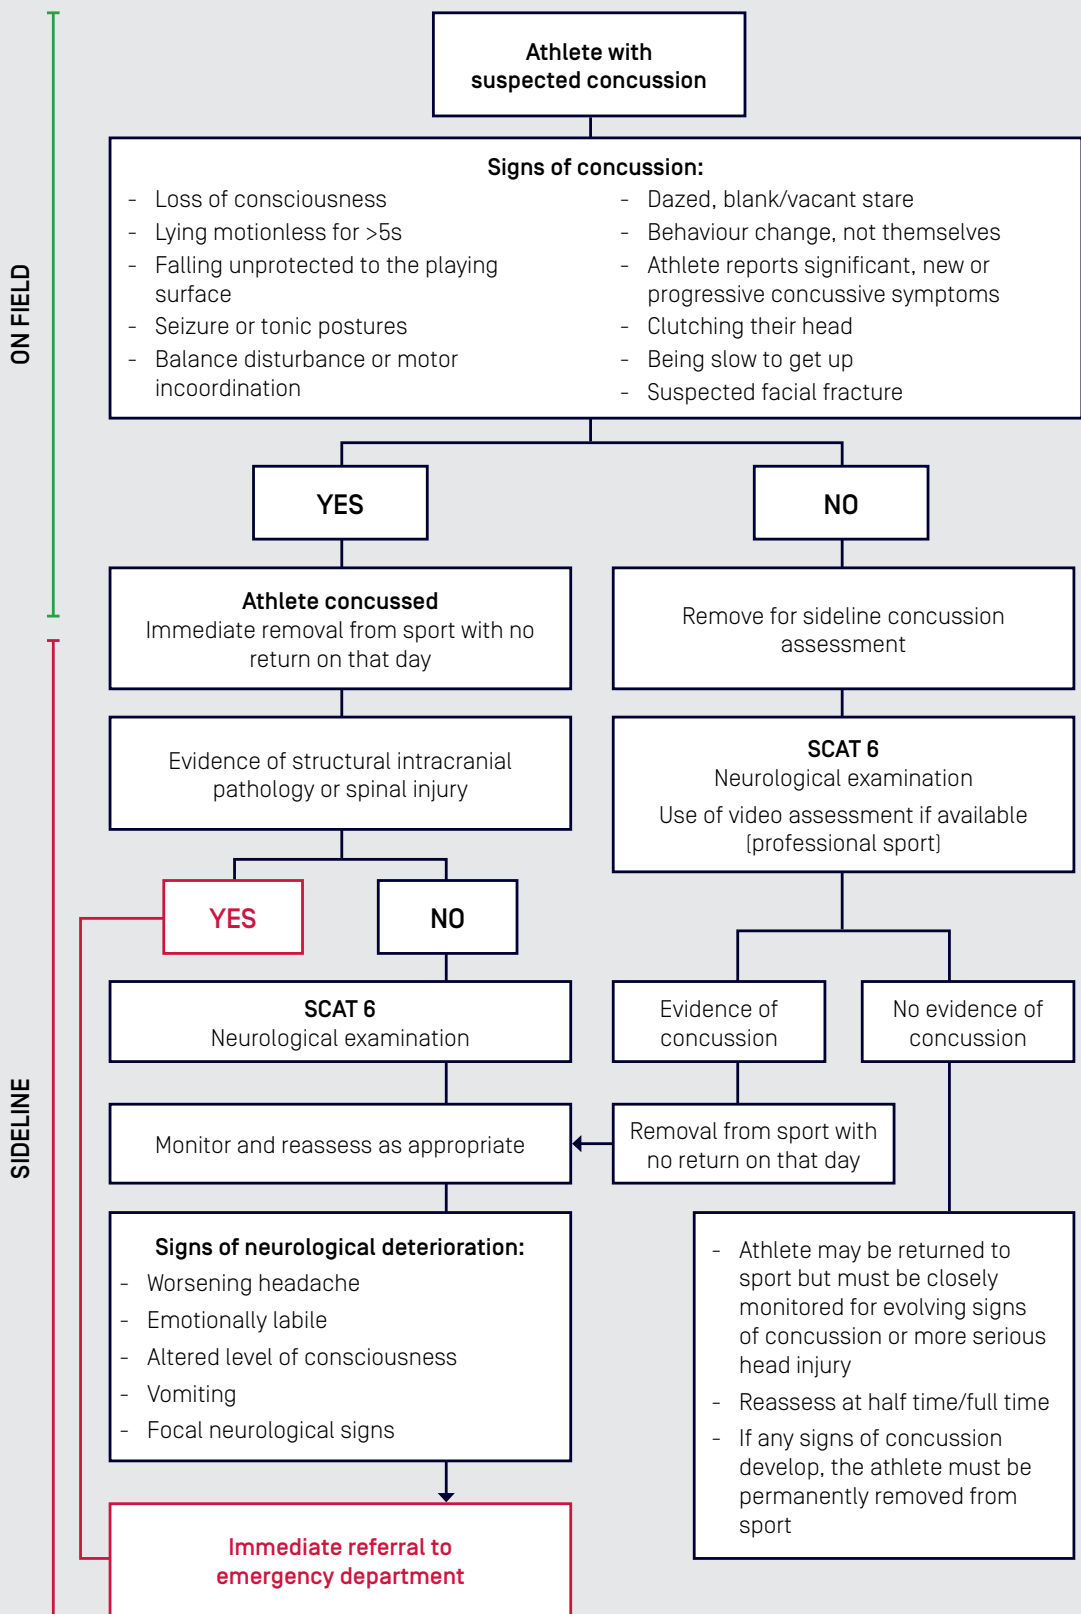 Athlete with
suspected concussion
ON FIELD
Signs of concussion:
- Loss of consciousness
- Lying motionless for >5s
- Falling unprotected to the playing
surface
- Seizure or tonic postures
- Balance disturbance or motor
incoordination
- Dazed, blank/vacant stare
- Behaviour change, not themselves
- Athlete reports significant, new or
progressive concussive symptoms
- Clutching their head
- Being slow to get up
- Suspected facial fracture
YES
NO
Athlete concussed
Immediate removal from sport with no
return on that day
Remove for sideline concussion
assessment
SIDELINE
Evidence of structural intracranial
pathology or spinal injury
SCAT 6
Neurological examination
Use of video assessment if available
(professional sport)
YES
NO
SCAT 6
Neurological examination
Evidence of
concussion
No evidence of
concussion
Monitor and reassess as appropriate
Removal from sport with
no return on that day
Signs of neurological deterioration:
- Worsening headache
- Emotionally labile
- Altered level of consciousness
- Vomiting
- Focal neurological signs
- Athlete may be returned to
sport but must be closely
monitored for evolving signs
of concussion or more serious
head injury
- Reassess at half time/full time
- If any signs of concussion
develop, the athlete must be
permanently removed from
sport
Immediate referral to
emergency department